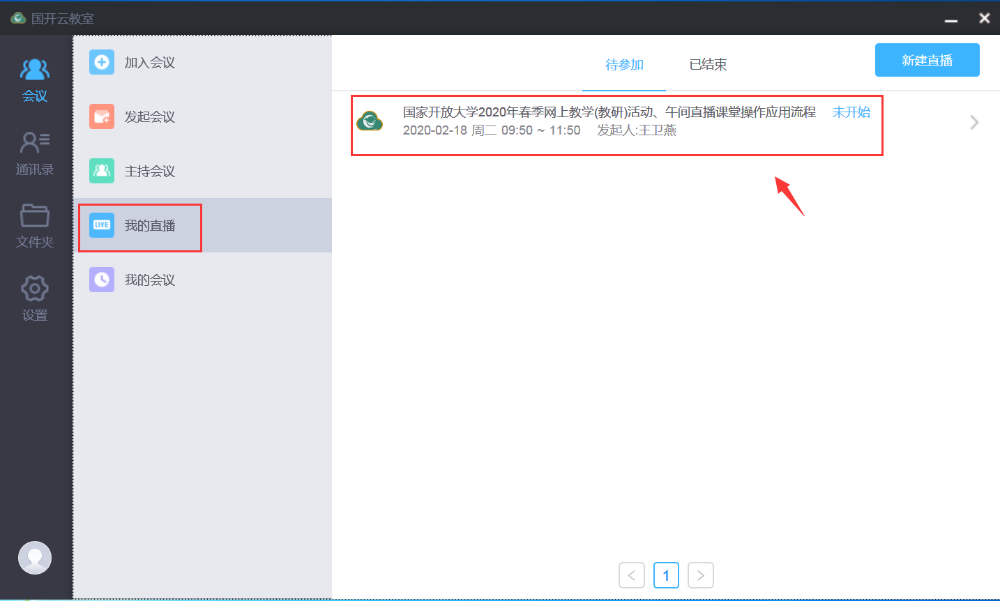 国开云教室
会议
通讯录
文件夹
设置
加入会议
发起会议
主持会议
LIVE 我的直播
我的会议
待参加 已结束 新建直播
国家开放大学2020年春季网上教学(教研)活动、午间直播课堂操作应用流程 未开始
2020-02-18 周二 09:50 ~ 11:50 发起人:王卫燕
< 1 >